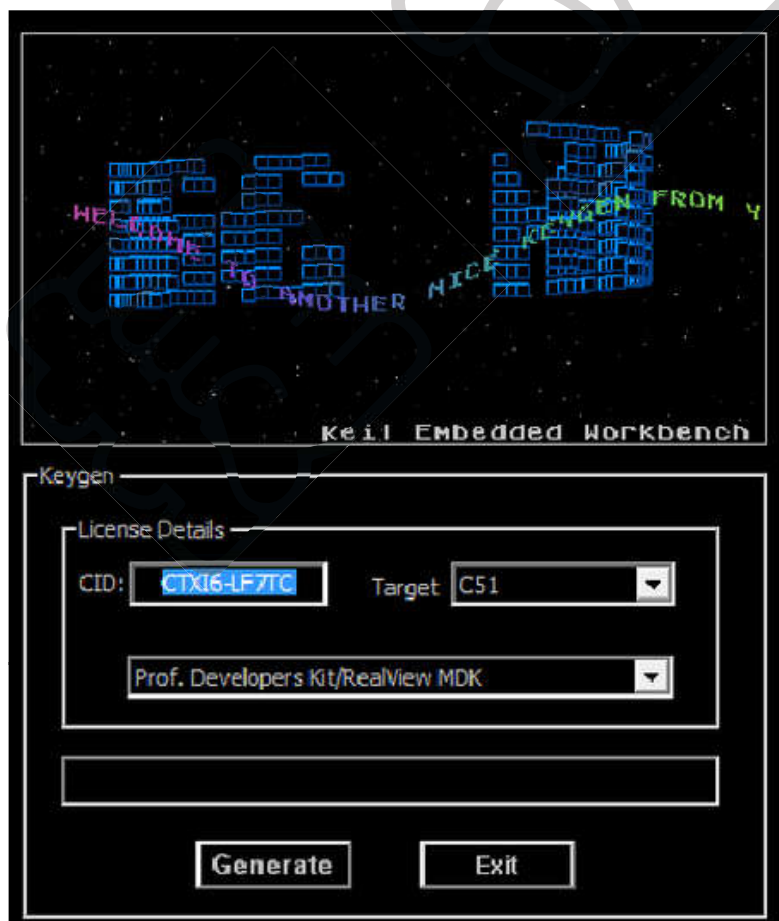 WELCOME TO ANOTHER NICE KEYGEN FROM Y
Keil Embedded Workbench
Keygen
License Details
CID: CTXI6-LF7TC Target C51
Prof. Developers Kit/RealView MDK
Generate Exit